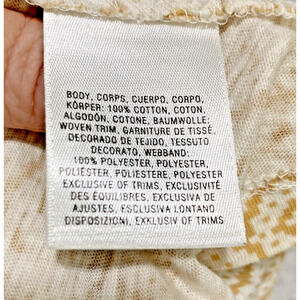 BODY, CORPS, CUERPO, CORPO,
KÖRPER: 100% COTTON, COTON,
ALGODÓN, COTONE, BAUMWOLLE:
WOVEN TRIM, GARNITURE DE TISSÉ,
DECORADO DE TEJIDO, TESSUTO
DECORATO, WEBBAND:
100% POLYESTER, POLYESTER,
POLIÉSTER, POLIESTERE, POLYESTER
EXCLUSIVE OF TRIMS, EXCLUSIVITÉ
DES ÉQUILIBRES, EXCLUSIVA DE
AJUSTES, ESCLUSIVA LONTANO
DISPOSIZIONI, EXKLUSIV OF TRIMS